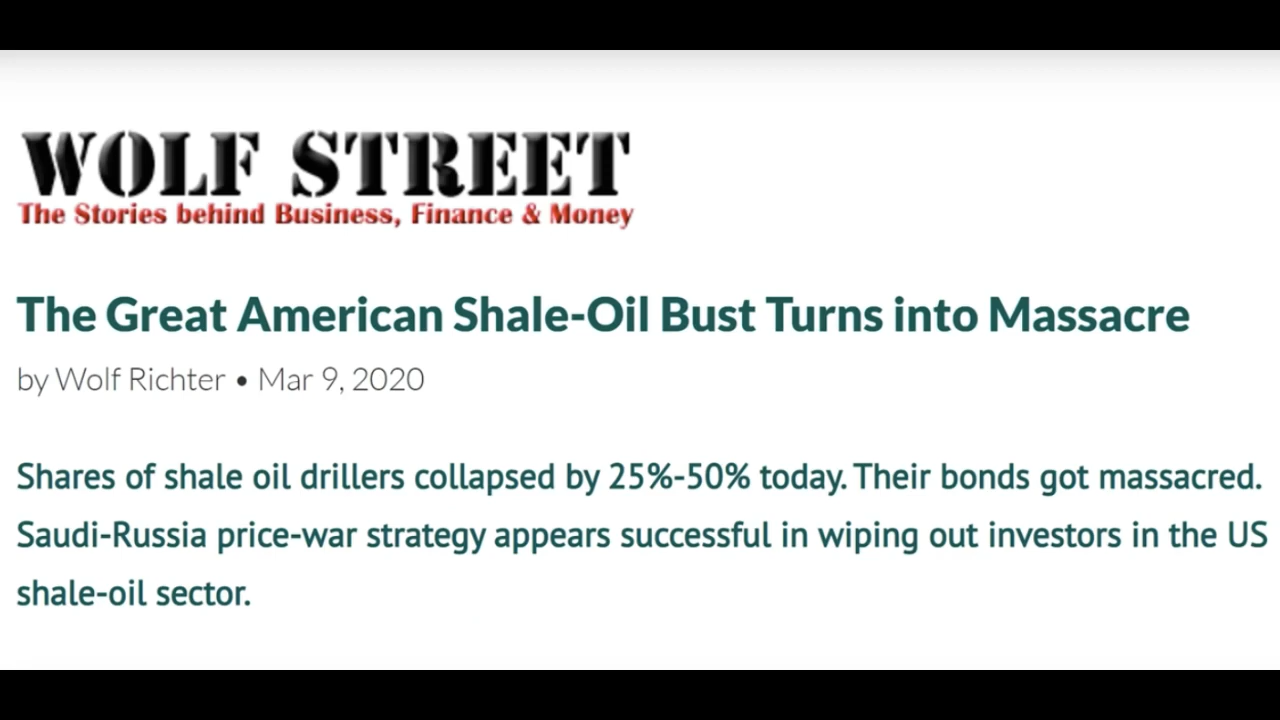 WOLF STREET
The Stories behind Business, Finance & Money
The Great American Shale-Oil Bust Turns into Massacre
by Wolf Richter • Mar 9, 2020
Shares of shale oil drillers collapsed by 25%-50% today. Their bonds got massacred.
Saudi-Russia price-war strategy appears successful in wiping out investors in the US
shale-oil sector.